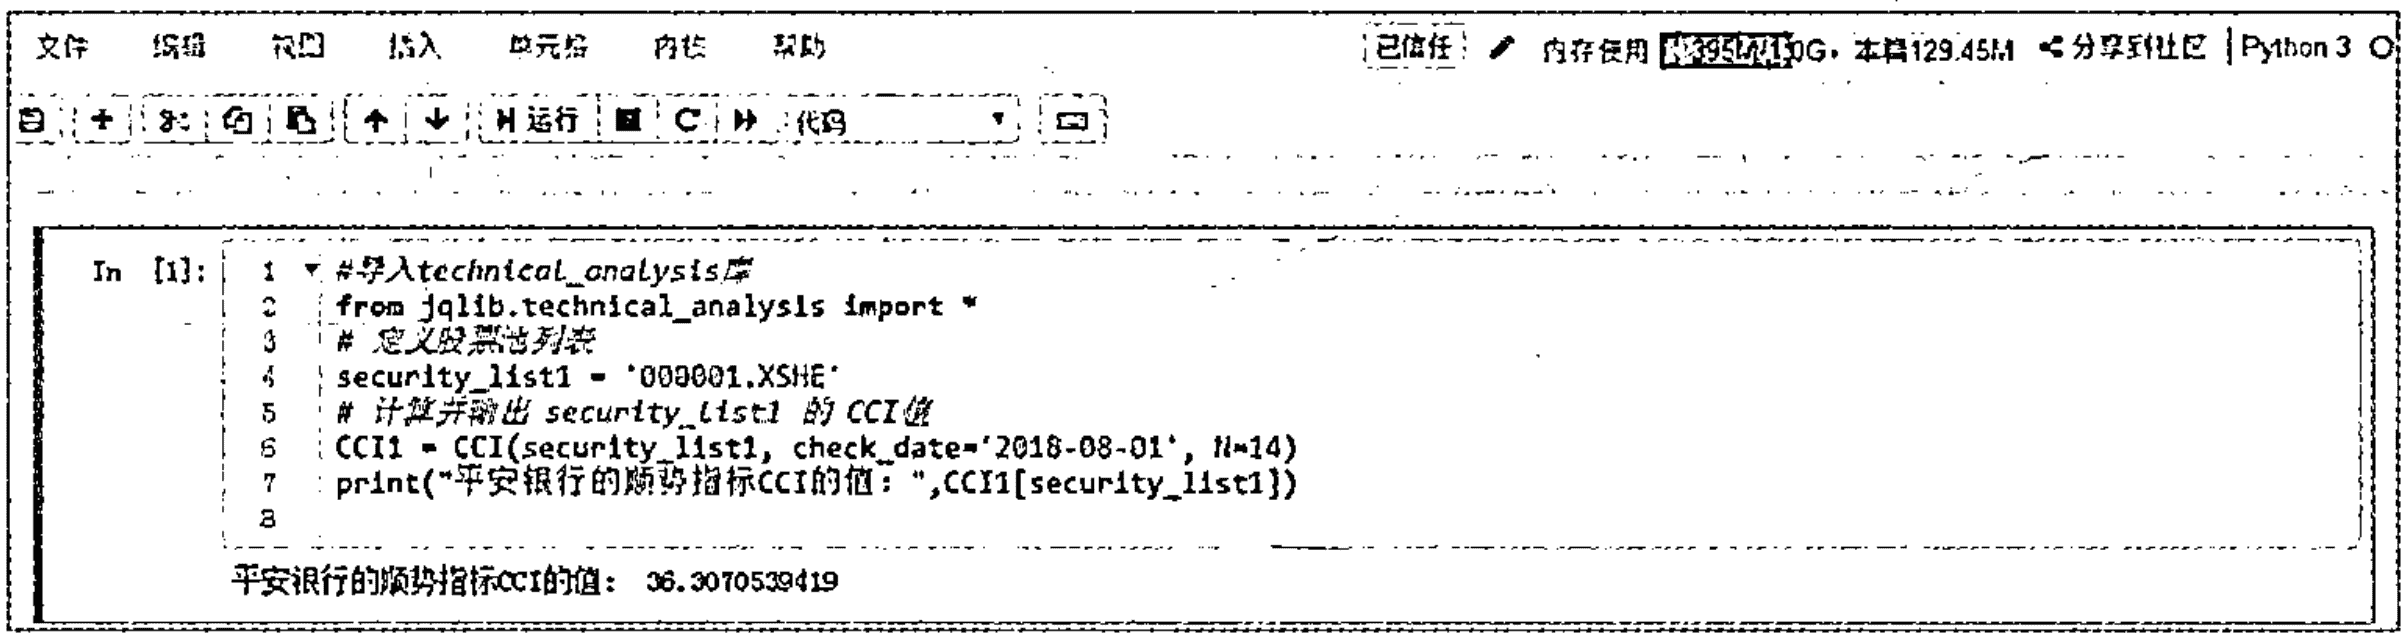 文件 编辑 视图 插入 单元格 内核 帮助 已信任 内存使用 0G，本篇129.45M 分享到社区 Python 3
运行 代码
In [1]:
1 #导入technical_analysis库
2 from jqlib.technical_analysis import *
3 # 定义股票池列表
4 security_list1 = '000001.XSHE'
5 # 计算并输出 security_list1 的 CCI值
6 CCI1 = CCI(security_list1, check_date='2018-08-01', N=14)
7 print("平安银行的顺势指标CCI的值：",CCI1[security_list1])
8
平安银行的顺势指标CCI的值： 36.3070539419